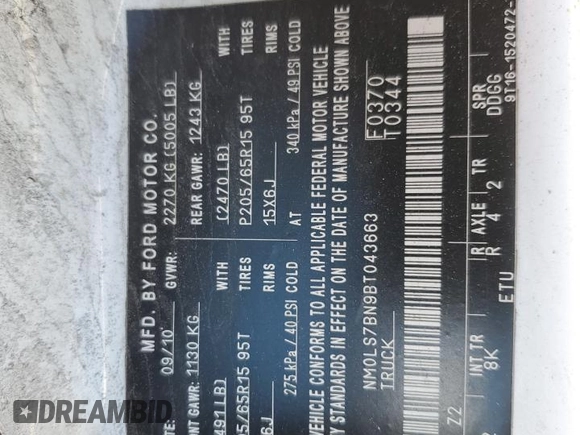 MFD. BY FORD MOTOR CO.
09/10 GVWR: 2270 KG (5005 LB)
NT GAWR: 1130 KG REAR GAWR: 1243 KG
491 LB) WITH (2470 LB) WITH
5/65R15 95T TIRES P205/65R15 95T TIRES
6J RIMS 15X6J RIMS
275 kPa / 40 PSI COLD AT 340 kPa / 49 PSI COLD
VEHICLE CONFORMS TO ALL APPLICABLE FEDERAL MOTOR VEHICLE
Y STANDARDS IN EFFECT ON THE DATE OF MANUFACTURE SHOWN ABOVE
NM0LS7BN9BT043663 F0370
TRUCK T0344
Z2
INT TR R AXLE TR SPR
8K R 4 2 DDGG
ETU 9T16-1520472-
DREAMBID